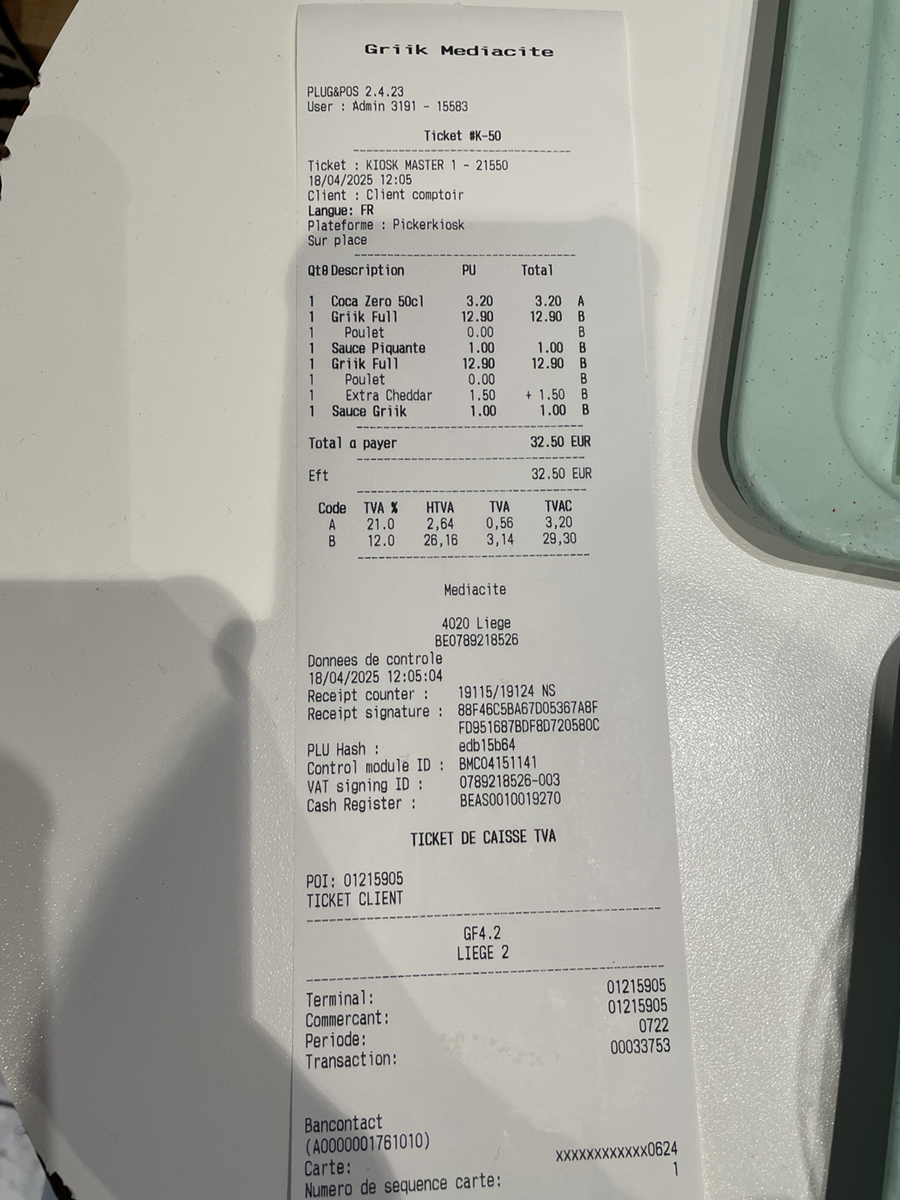 Griik Mediacite
PLUG&POS 2.4.23
User : Admin 3191 - 15583
Ticket #K-50
Ticket : KIOSK MASTER 1 - 21550
18/04/2025 12:05
Client : Client comptoir
Langue: FR
Plateforme : Pickerkiosk
Sur place
Qt@ Description PU Total
1 Coca Zero 50cl 3.20 3.20 A
1 Griik Full 12.90 12.90 B
1 Poulet 0.00 B
1 Sauce Piquante 1.00 1.00 B
1 Griik Full 12.90 12.90 B
1 Poulet 0.00 B
1 Extra Cheddar 1.50 + 1.50 B
1 Sauce Griik 1.00 1.00 B
Total a payer 32.50 EUR
Eft 32.50 EUR
Code TVA % HTVA TVA TVAC
A 21.0 2,64 0,56 3,20
B 12.0 26,16 3,14 29,30
Mediacite
4020 Liege
BE0789218526
Donnees de controle
18/04/2025 12:05:04
Receipt counter : 19115/19124 NS
Receipt signature : 88F46C5BA67D05367A8F
FD951687BDF8D720580C
PLU Hash : edb15b64
Control module ID : BMC04151141
VAT signing ID : 0789218526-003
Cash Register : BEAS0010019270
TICKET DE CAISSE TVA
POI: 01215905
TICKET CLIENT
GF4.2
LIEGE 2
Terminal: 01215905
Commercant: 01215905
Periode: 0722
Transaction: 00033753
Bancontact
(A0000001761010)
Carte: xxxxxxxxxxxxx0624
Numero de sequence carte: 1